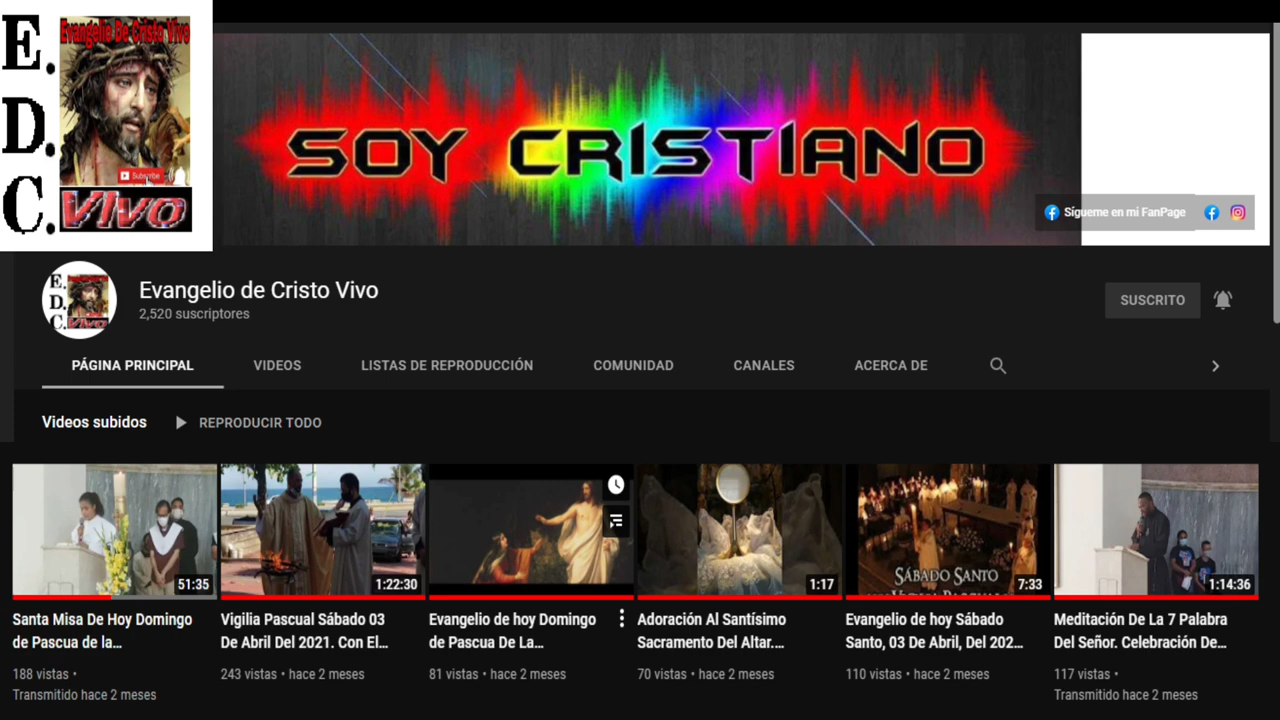 E.
D.
C.
Evangelio De Cristo Vivo
Subscribe
Vivo
SOY CRISTIANO
Sígueme en mi FanPage
Evangelio de Cristo Vivo
2,520 suscriptores
SUSCRITO
PÁGINA PRINCIPAL
VIDEOS
LISTAS DE REPRODUCCIÓN
COMUNIDAD
CANALES
ACERCA DE
Videos subidos
REPRODUCIR TODO
51:35
1:22:30
1:17
SÁBADO SANTO
7:33
1:14:36
Santa Misa De Hoy Domingo
de Pascua de la...
188 vistas •
Transmitido hace 2 meses
Vigilia Pascual Sábado 03
De Abril Del 2021. Con El...
243 vistas • hace 2 meses
Evangelio de hoy Domingo
de Pascua De La...
81 vistas • hace 2 meses
Adoración Al Santísimo
Sacramento Del Altar....
70 vistas • hace 2 meses
Evangelio de hoy Sábado
Santo, 03 De Abril, Del 202...
110 vistas • hace 2 meses
Meditación De La 7 Palabra
Del Señor. Celebración De...
117 vistas •
Transmitido hace 2 meses